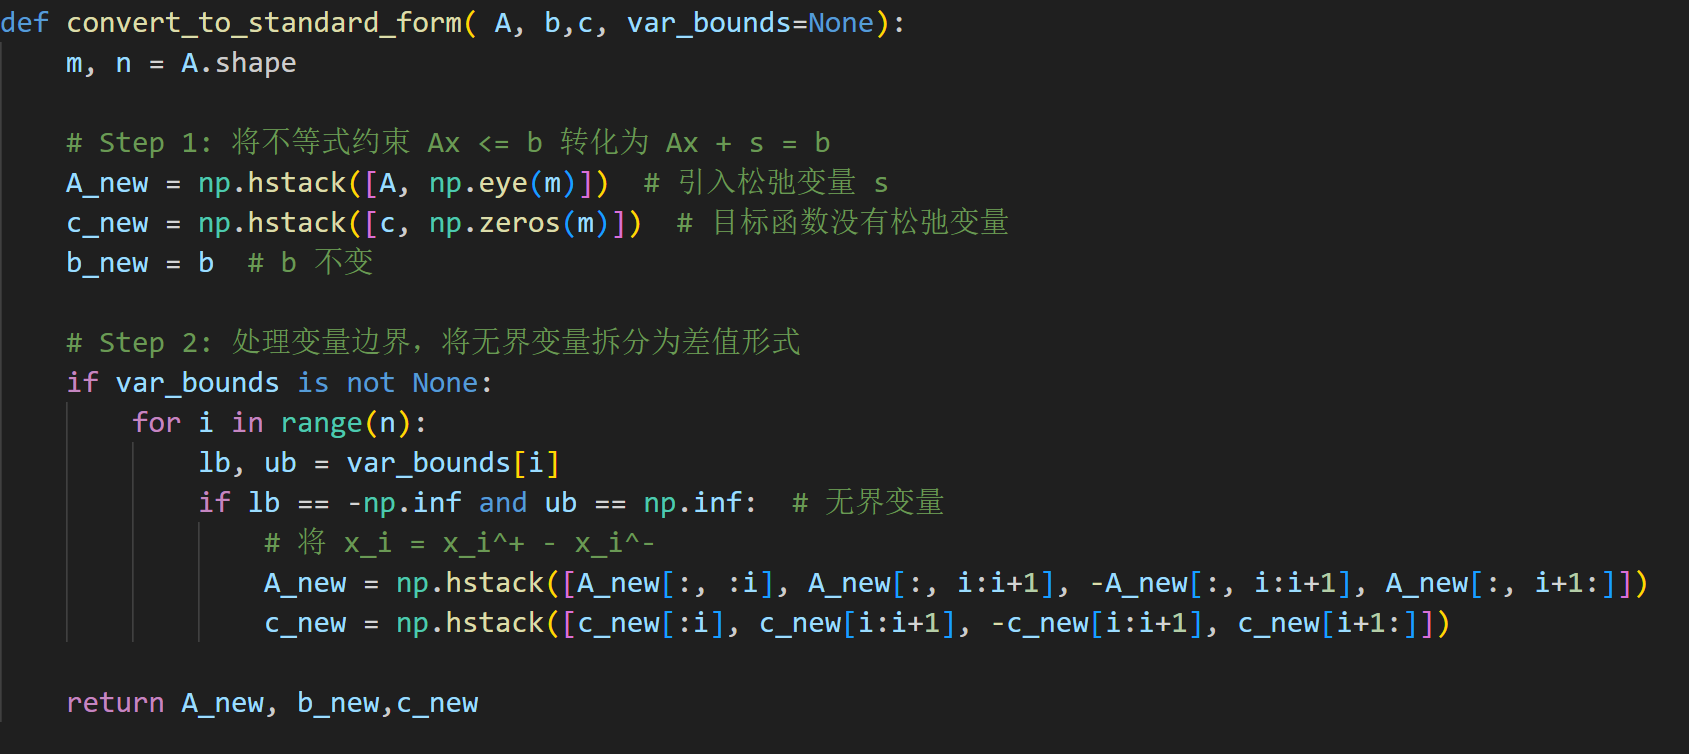 def convert_to_standard_form( A, b,c, var_bounds=None):
    m, n = A.shape
    # Step 1: 将不等式约束 Ax <= b 转化为 Ax + s = b
    A_new = np.hstack([A, np.eye(m)])  # 引入松弛变量 s
    c_new = np.hstack([c, np.zeros(m)])  # 目标函数没有松弛变量
    b_new = b  # b 不变
    # Step 2: 处理变量边界，将无界变量拆分为差值形式
    if var_bounds is not None:
        for i in range(n):
            lb, ub = var_bounds[i]
            if lb == -np.inf and ub == np.inf:  # 无界变量
                # 将 x_i = x_i^+ - x_i^-
                A_new = np.hstack([A_new[:, :i], A_new[:, i:i+1], -A_new[:, i:i+1], A_new[:, i+1:]])
                c_new = np.hstack([c_new[:i], c_new[i:i+1], -c_new[i:i+1], c_new[i+1:]])
    return A_new, b_new,c_new